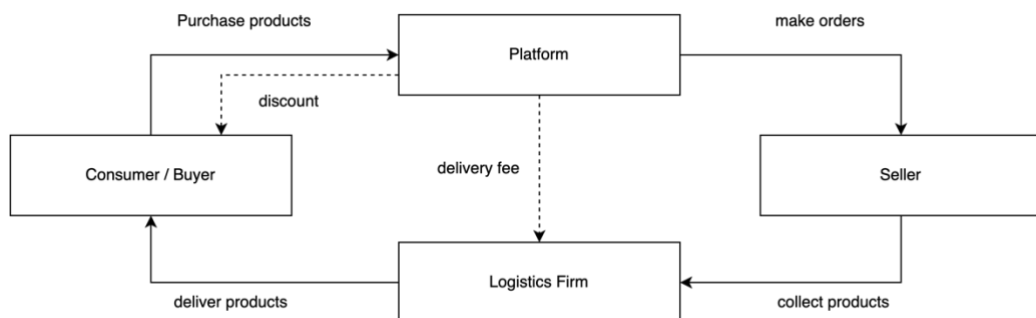 Purchase products
make orders
Platform
discount
Consumer / Buyer
delivery fee
Seller
Logistics Firm
deliver products
collect products